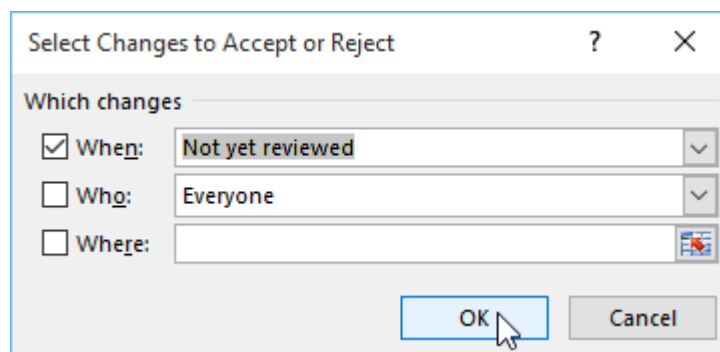 Select Changes to Accept or Reject ?
Which changes
When: Not yet reviewed
Who: Everyone
Where:
OK Cancel